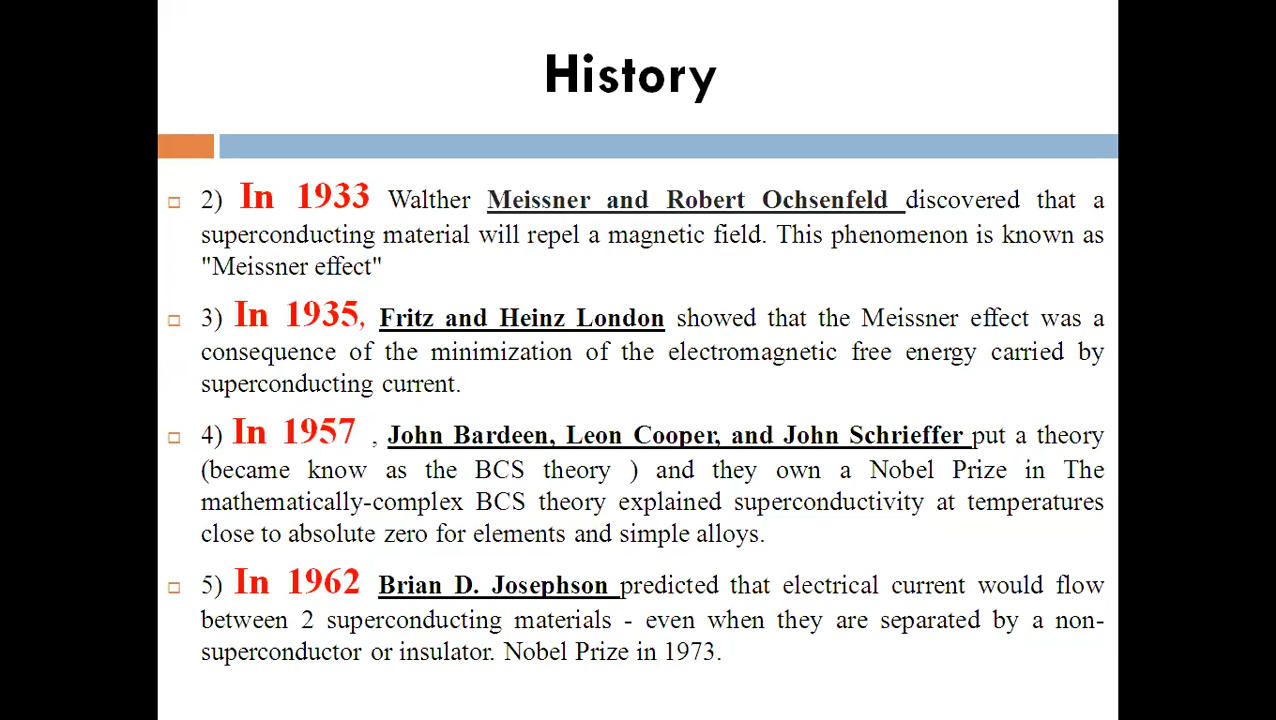 History
2) In 1933 Walther Meissner and Robert Ochsenfeld discovered that a
superconducting material will repel a magnetic field. This phenomenon is known as
"Meissner effect"
3) In 1935, Fritz and Heinz London showed that the Meissner effect was a
consequence of the minimization of the electromagnetic free energy carried by
superconducting current.
4) In 1957 , John Bardeen, Leon Cooper, and John Schrieffer put a theory
(became know as the BCS theory ) and they own a Nobel Prize in The
mathematically-complex BCS theory explained superconductivity at temperatures
close to absolute zero for elements and simple alloys.
5) In 1962 Brian D. Josephson predicted that electrical current would flow
between 2 superconducting materials - even when they are separated by a non-
superconductor or insulator. Nobel Prize in 1973.